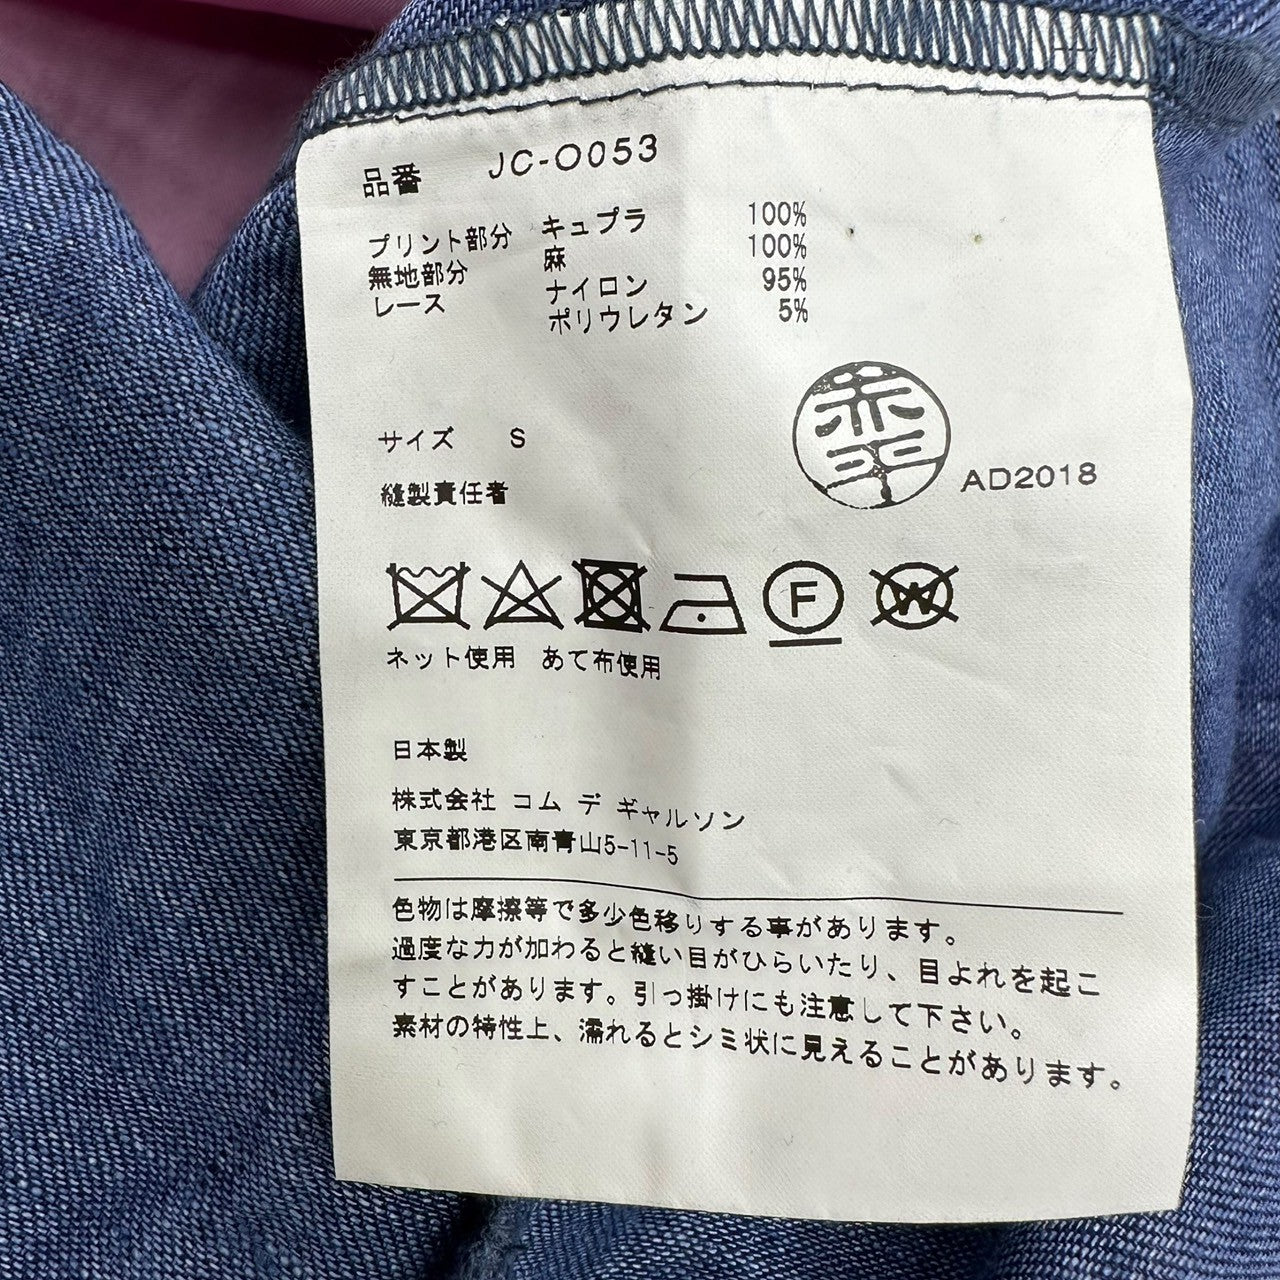 品番 JC-O053
プリント部分 キュプラ 100%
無地部分 麻 100%
レース ナイロン 95%
ポリウレタン 5%
サイズ S
縫製責任者
AD2018
F
W
ネット使用 あて布使用
日本製
株式会社 コム デ ギャルソン
東京都港区南青山5-11-5
色物は摩擦等で多少色移りする事があります。
過度な力が加わると縫い目がひらいたり、目よれを起こ
すことがあります。引っ掛けにも注意して下さい。
素材の特性上、濡れるとシミ状に見えることがあります。